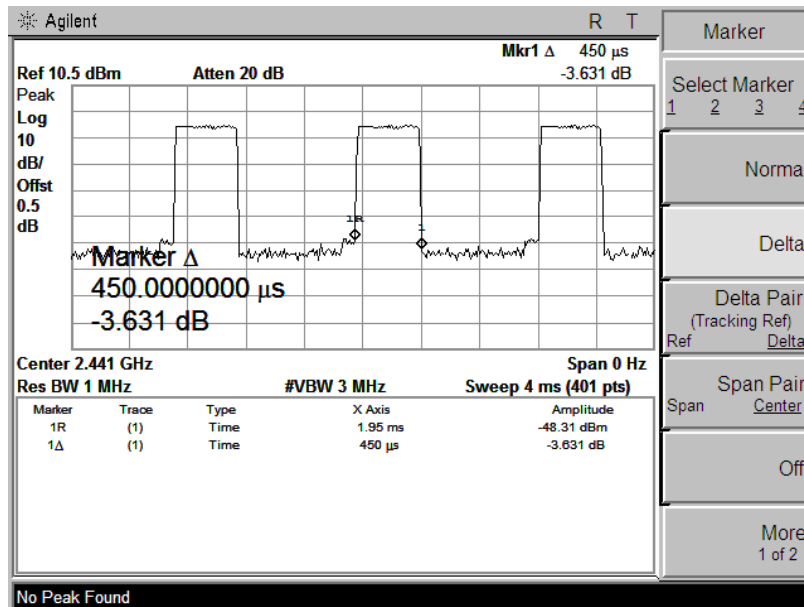 Agilent R T
Mkr1 Δ 450 μs
Ref 10.5 dBm Atten 20 dB -3.631 dB
Peak
Log
10
dB/
Offst
0.5
dB
1R
1
Marker Δ
450.0000000 μs
-3.631 dB
Center 2.441 GHz Span 0 Hz
Res BW 1 MHz #VBW 3 MHz Sweep 4 ms (401 pts)
Marker Trace Type X Axis Amplitude
1R (1) Time 1.95 ms -48.31 dBm
1Δ (1) Time 450 μs -3.631 dB
No Peak Found
Marker
Select Marker
1 2 3 4
Norma
Delta
Delta Pair
(Tracking Ref)
Ref Delta
Span Pair
Span Center
Off
More
1 of 2